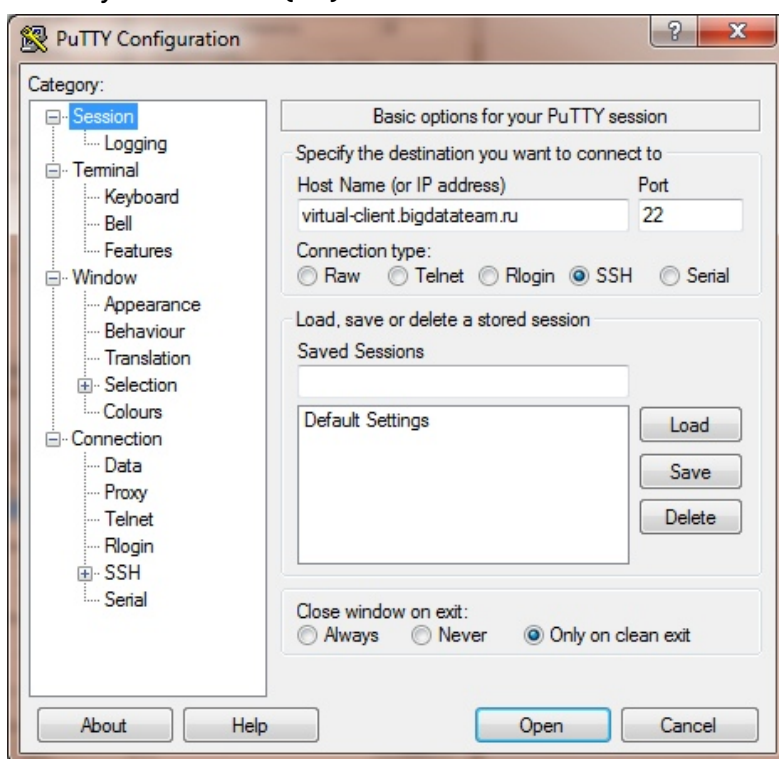 PuTTY Configuration
Category:
Session
Logging
Terminal
Keyboard
Bell
Features
Window
Appearance
Behaviour
Translation
Selection
Colours
Connection
Data
Proxy
Telnet
Rlogin
SSH
Serial
Basic options for your PuTTY session
Specify the destination you want to connect to
Host Name (or IP address) Port
virtual-client.bigdatateam.ru 22
Connection type:
Raw Telnet Rlogin SSH Serial
Load, save or delete a stored session
Saved Sessions
Default Settings
Load
Save
Delete
Close window on exit:
Always Never Only on clean exit
About Help Open Cancel